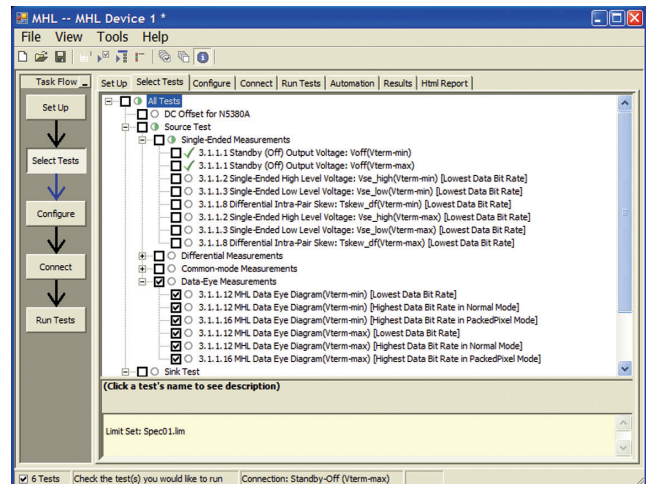 MHL -- MHL Device 1 *
File View Tools Help
Task Flow
Set Up
Select Tests
Configure
Connect
Run Tests
Set Up Select Tests Configure Connect Run Tests Automation Results Html Report
All Tests
DC Offset for N5380A
Source Test
Single-Ended Measurements
3.1.1.1 Standby (Off) Output Voltage: Voff(Vterm-min)
3.1.1.1 Standby (Off) Output Voltage: Voff(Vterm-max)
3.1.1.2 Single-Ended High Level Voltage: Vse_high(Vterm-min) [Lowest Data Bit Rate]
3.1.1.3 Single-Ended Low Level Voltage: Vse_low(Vterm-min) [Lowest Data Bit Rate]
3.1.1.8 Differential Intra-Pair Skew: Tskew_df(Vterm-min) [Lowest Data Bit Rate]
3.1.1.2 Single-Ended High Level Voltage: Vse_high(Vterm-max) [Lowest Data Bit Rate]
3.1.1.3 Single-Ended Low Level Voltage: Vse_low(Vterm-max) [Lowest Data Bit Rate]
3.1.1.8 Differential Intra-Pair Skew: Tskew_df(Vterm-max) [Lowest Data Bit Rate]
Differential Measurements
Common-mode Measurements
Data-Eye Measurements
3.1.1.12 MHL Data Eye Diagram(Vterm-min) [Lowest Data Bit Rate]
3.1.1.12 MHL Data Eye Diagram(Vterm-min) [Highest Data Bit Rate in Normal Mode]
3.1.1.16 MHL Data Eye Diagram(Vterm-min) [Highest Data Bit Rate in PackedPixel Mode]
3.1.1.12 MHL Data Eye Diagram(Vterm-max) [Lowest Data Bit Rate]
3.1.1.12 MHL Data Eye Diagram(Vterm-max) [Highest Data Bit Rate in Normal Mode]
3.1.1.16 MHL Data Eye Diagram(Vterm-max) [Highest Data Bit Rate in PackedPixel Mode]
Sink Test
(Click a test's name to see description)
Limit Set: Spec01.lim
6 Tests Check the test(s) you would like to run Connection: Standby-Off (Vterm-max)